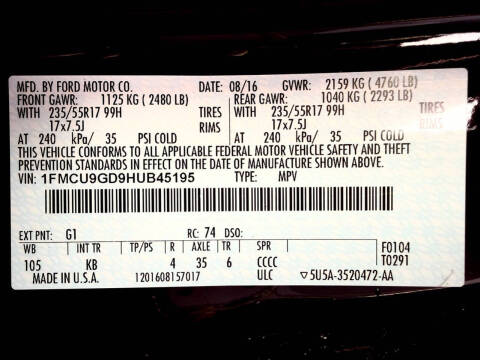 MFD. BY FORD MOTOR CO. DATE: 08/16 GVWR: 2159 KG ( 4760 LB)
FRONT GAWR: 1125 KG ( 2480 LB) REAR GAWR: 1040 KG ( 2293 LB)
WITH 235/55R17 99H TIRES WITH 235/55R17 99H TIRES
17x7.5J RIMS 17x7.5J RIMS
AT 240 kPa/ 35 PSI COLD AT 240 kPa/ 35 PSI COLD
THIS VEHICLE CONFORMS TO ALL APPLICABLE FEDERAL MOTOR VEHICLE SAFETY AND THEFT
PREVENTION STANDARDS IN EFFECT ON THE DATE OF MANUFACTURE SHOWN ABOVE.
VIN: 1FMCU9GD9HUB45195 TYPE: MPV
EXT PNT: G1 RC: 74 DSO:
WB INT TR TP/PS R AXLE TR SPR F0104
105 KB 4 35 6 CCCC T0291
MADE IN U.S.A. 1201608157017 ULC ▽5U5A-3520472-AA